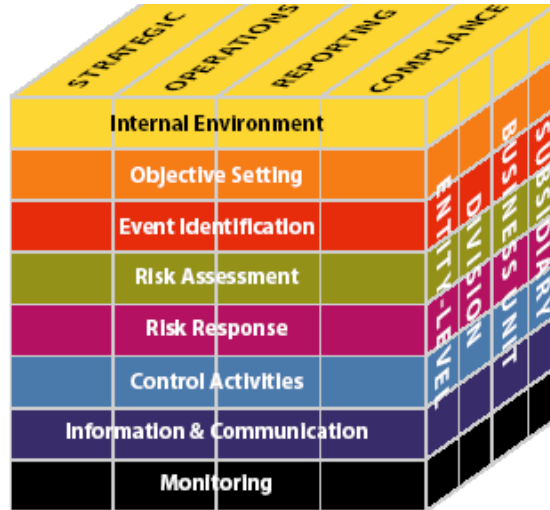 STRATEGIC
OPERATIONS
REPORTING
COMPLIANCE
Internal Environment
Objective Setting
Event Identification
Risk Assessment
Risk Response
Control Activities
Information & Communication
Monitoring
ENTITY-LEVEL
DIVISION
BUSINESS UNIT
SUBSIDIARY